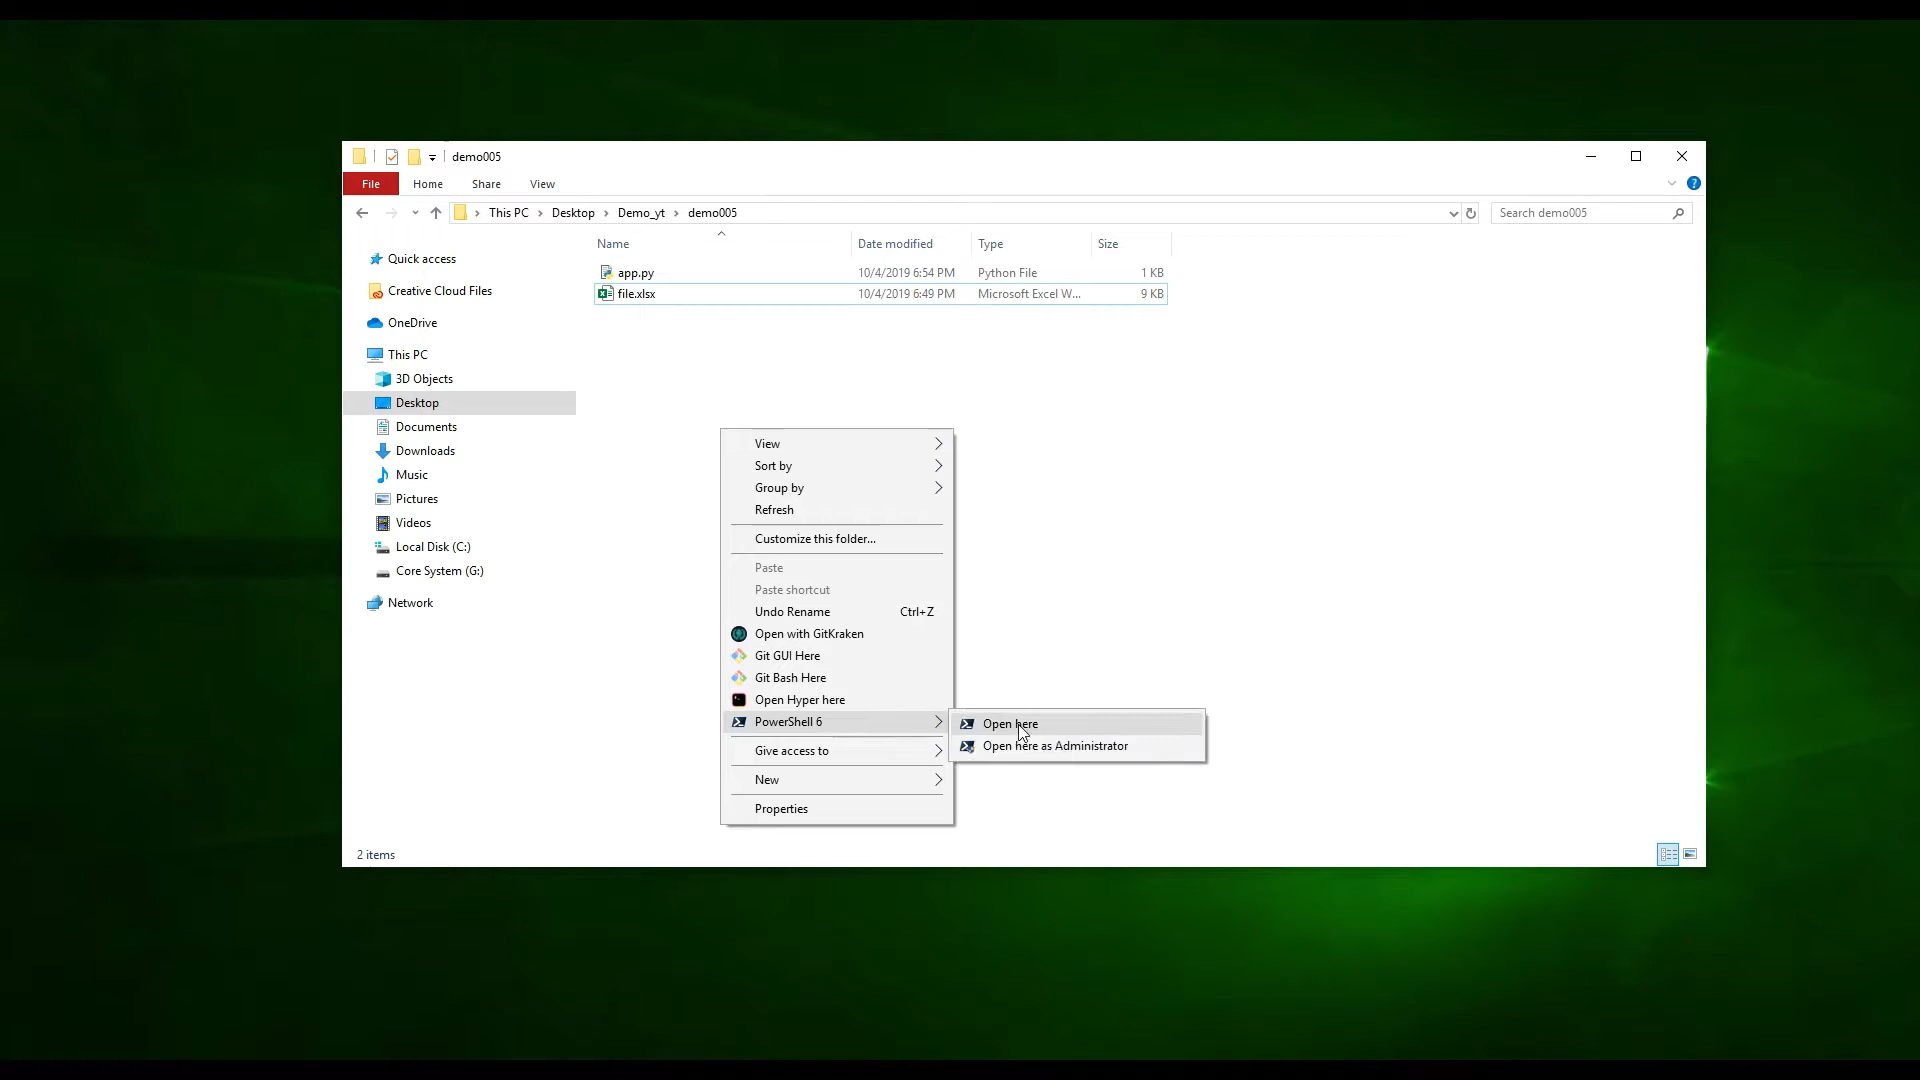 demo005
File Home Share View
This PC Desktop Demo_yt demo005 Search demo005
Name Date modified Type Size
Quick access
app.py 10/4/2019 6:54 PM Python File 1 KB
Creative Cloud Files
file.xlsx 10/4/2019 6:49 PM Microsoft Excel W... 9 KB
OneDrive
This PC
3D Objects
Desktop
Documents
Downloads
Music
Pictures
Videos
Local Disk (C:)
Core System (G:)
Network
View
Sort by
Group by
Refresh
Customize this folder...
Paste
Paste shortcut
Undo Rename Ctrl+Z
Open with GitKraken
Git GUI Here
Git Bash Here
Open Hyper here
PowerShell 6
Open here
Open here as Administrator
Give access to
New
Properties
2 items